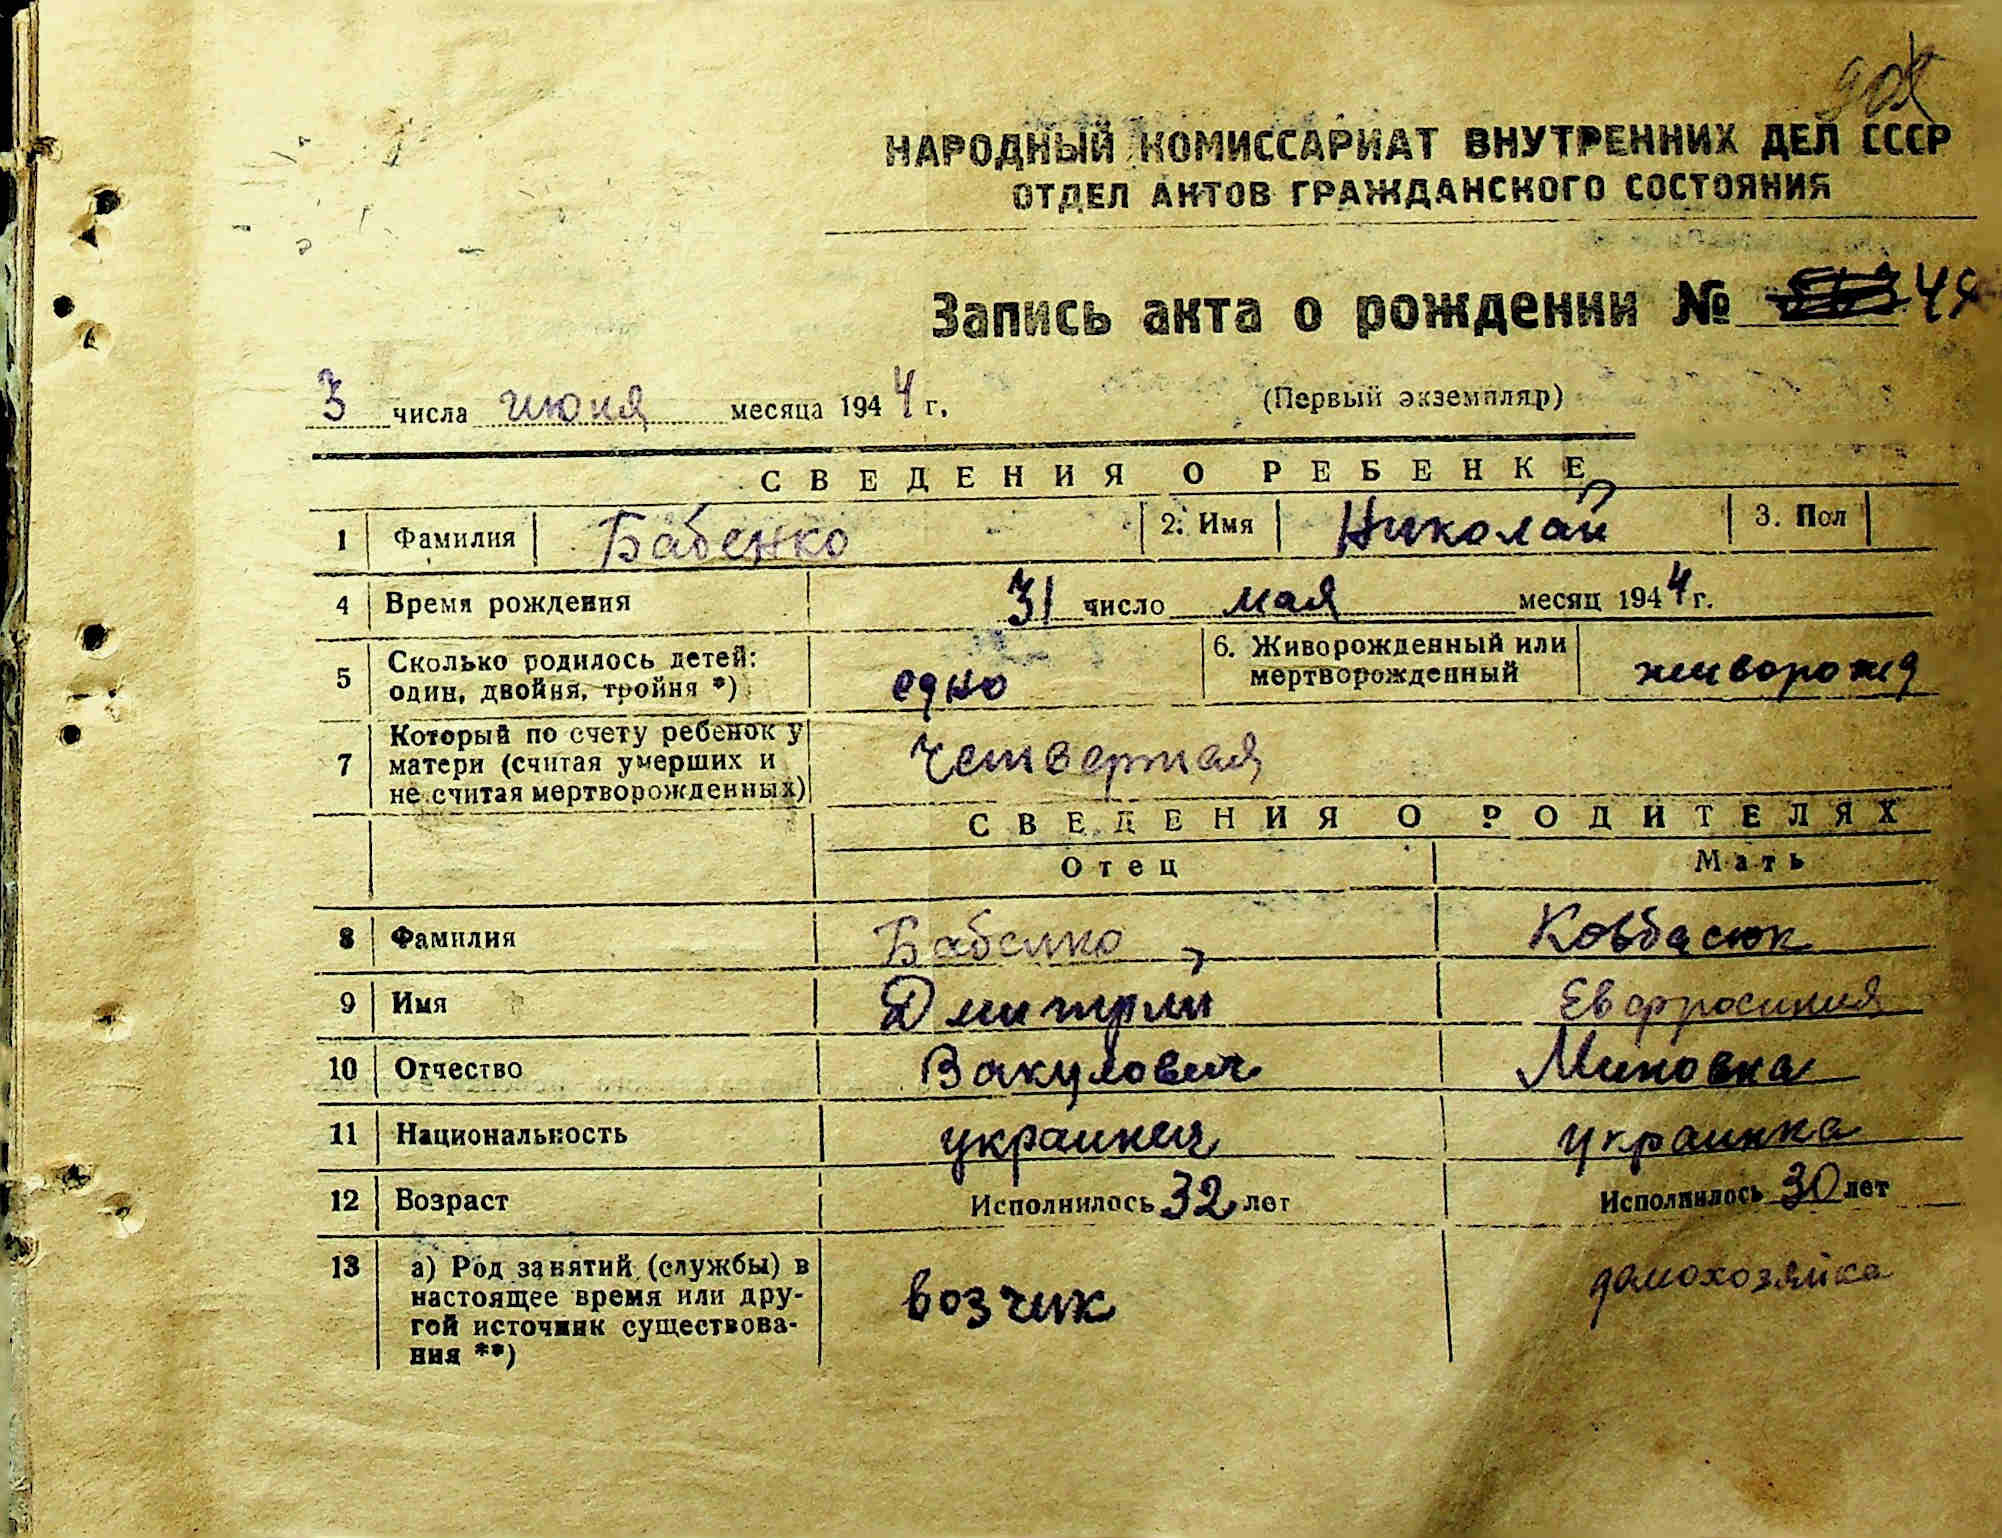 НАРОДНЫЙ КОМИССАРИАТ ВНУТРЕННИХ ДЕЛ СССР
ОТДЕЛ АКТОВ ГРАЖДАНСКОГО СОСТОЯНИЯ
Запись акта о рождении №
3 числа июня месяца 1944 г.
(Первый экземпляр)
СВЕДЕНИЯ О РЕБЕНКЕ
1 Фамилия Бабенко 2. Имя Николай 3. Пол
4 Время рождения 31 число мая месяц 1944 г.
5 Сколько родилось детей: один, двойня, тройня *) едно 6. Живорожденный или мертворожденный живорожд
7 Который по счету ребенок у матери (считая умерших и не считая мертворожденных) четвертая
СВЕДЕНИЯ О РОДИТЕЛЯХ
Отец Мать
8 Фамилия Бабенко Ковбасюк
9 Имя Дмитрий Евфросиния
10 Отчество Вакулович Миновна
11 Национальность украинец украинка
12 Возраст Исполнилось 32 лет Исполнилось 30 лет
13 а) Род занятий (службы) в настоящее время или дру-
гой источник существова-
ния **) возчик домохозяйка